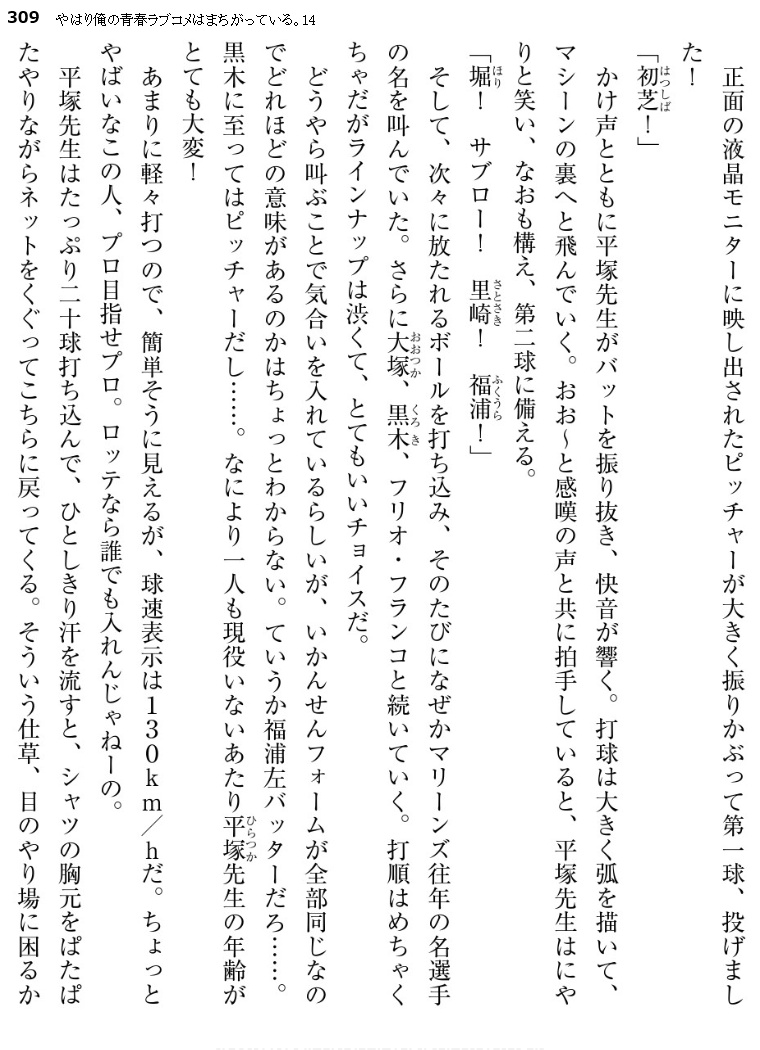 309 やはり俺の青春ラブコメはまちがっている。14
　正面の液晶モニターに映し出されたピッチャーが大きく振りかぶって第一球、投げまし
た！
「初芝！」
　かけ声とともに平塚先生がバットを振り抜き、快音が響く。打球は大きく弧を描いて、
マシーンの裏へと飛んでいく。おお～と感嘆の声と共に拍手していると、平塚先生はにや
りと笑い、なおも構え、第二球に備える。
「堀！　サブロー！　里崎！　福浦！」
　そして、次々に放たれるボールを打ち込み、そのたびになぜかマリーンズ往年の名選手
の名を叫んでいた。さらに大塚、黒木、フリオ・フランコと続いていく。打順はめちゃく
ちゃだがラインナップは渋くて、とてもいいチョイスだ。
　どうやら叫ぶことで気合いを入れているらしいが、いかんせんフォームが全部同じなの
でどれほどの意味があるのかはちょっとわからない。ていうか福浦左バッターだろ……。
黒木に至ってはピッチャーだし……。なにより一人も現役いないあたり平塚先生の年齢が
とても大変！
　あまりに軽々打つので、簡単そうに見えるが、球速表示は１３０ｋｍ／ｈだ。ちょっと
やばいなこの人、プロ目指せプロ。ロッテなら誰でも入れんじゃねーの。
　平塚先生はたっぷり二十球打ち込んで、ひとしきり汗を流すと、シャツの胸元をぱたぱ
たやりながらネットをくぐってこちらに戻ってくる。そういう仕草、目のやり場に困るか